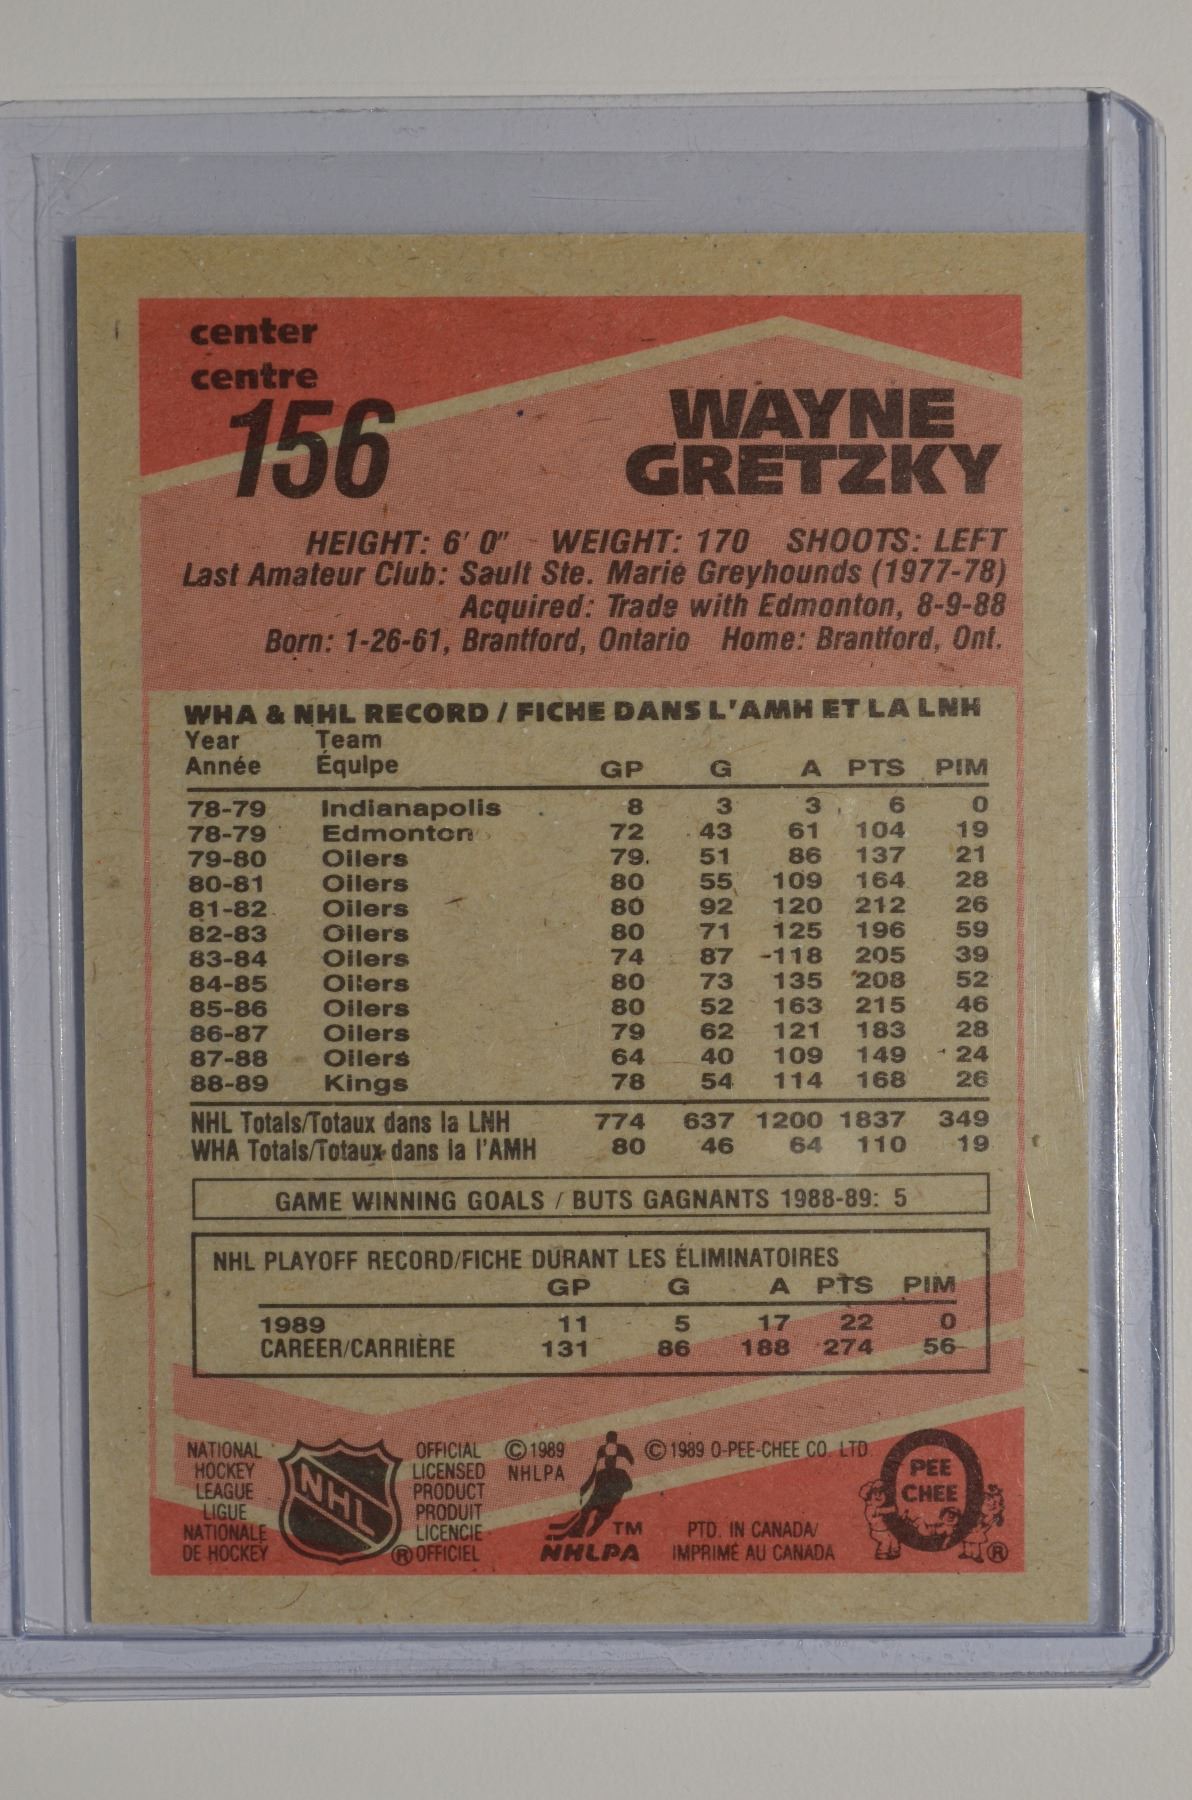 center
centre
156
WAYNE
GRETZKY
HEIGHT: 6' 0" WEIGHT: 170 SHOOTS: LEFT
Last Amateur Club: Sault Ste. Marie Greyhounds (1977-78)
Acquired: Trade with Edmonton, 8-9-88
Born: 1-26-61, Brantford, Ontario Home: Brantford, Ont.
WHA & NHL RECORD / FICHE DANS L'AMH ET LA LNH
Year Team
Année Équipe GP G A PTS PIM
78-79 Indianapolis 8 3 3 6 0
78-79 Edmonton 72 43 61 104 19
79-80 Oilers 79 51 86 137 21
80-81 Oilers 80 55 109 164 28
81-82 Oilers 80 92 120 212 26
82-83 Oilers 80 71 125 196 59
83-84 Oilers 74 87 118 205 39
84-85 Oilers 80 73 135 208 52
85-86 Oilers 80 52 163 215 46
86-87 Oilers 79 62 121 183 28
87-88 Oilers 64 40 109 149 24
88-89 Kings 78 54 114 168 26
NHL Totals/Totaux dans la LNH 774 637 1200 1837 349
WHA Totals/Totaux dans la l'AMH 80 46 64 110 19
GAME WINNING GOALS / BUTS GAGNANTS 1988-89: 5
NHL PLAYOFF RECORD/FICHE DURANT LES ÉLIMINATOIRES
GP G A PTS PIM
1989 11 5 17 22 0
CAREER/CARRIÈRE 131 86 188 274 56
NATIONAL
HOCKEY
LEAGUE
LIGUE
NATIONALE
DE HOCKEY
NHL
®
OFFICIAL
LICENSED
PRODUCT
PRODUIT
LICENCIE
OFFICIEL
© 1989
NHLPA
TM
NHLPA
© 1989 O-PEE-CHEE CO. LTD.
PTD. IN CANADA/
IMPRIMÉ AU CANADA
PEE
CHEE
®